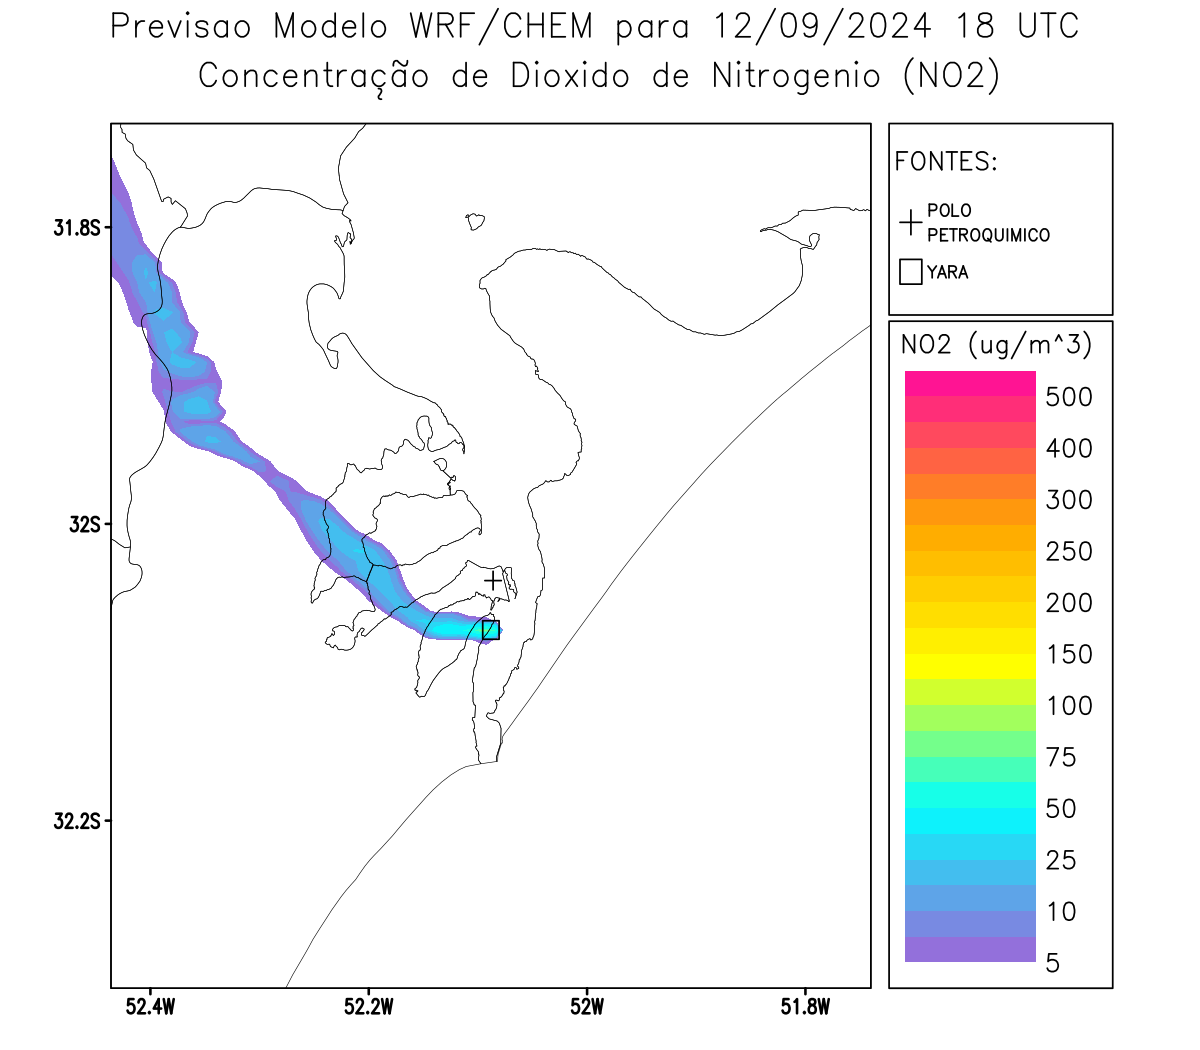 Previsao Modelo WRF/CHEM para 12/09/2024 18 UTC
Concentração de Dioxido de Nitrogenio (NO2)
FONTES:
POLO
PETROQUIMICO
YARA
NO2 (ug/m^3)
500
400
300
250
200
150
100
75
50
25
10
5
31.8S
32S
32.2S
52.4W
52.2W
52W
51.8W